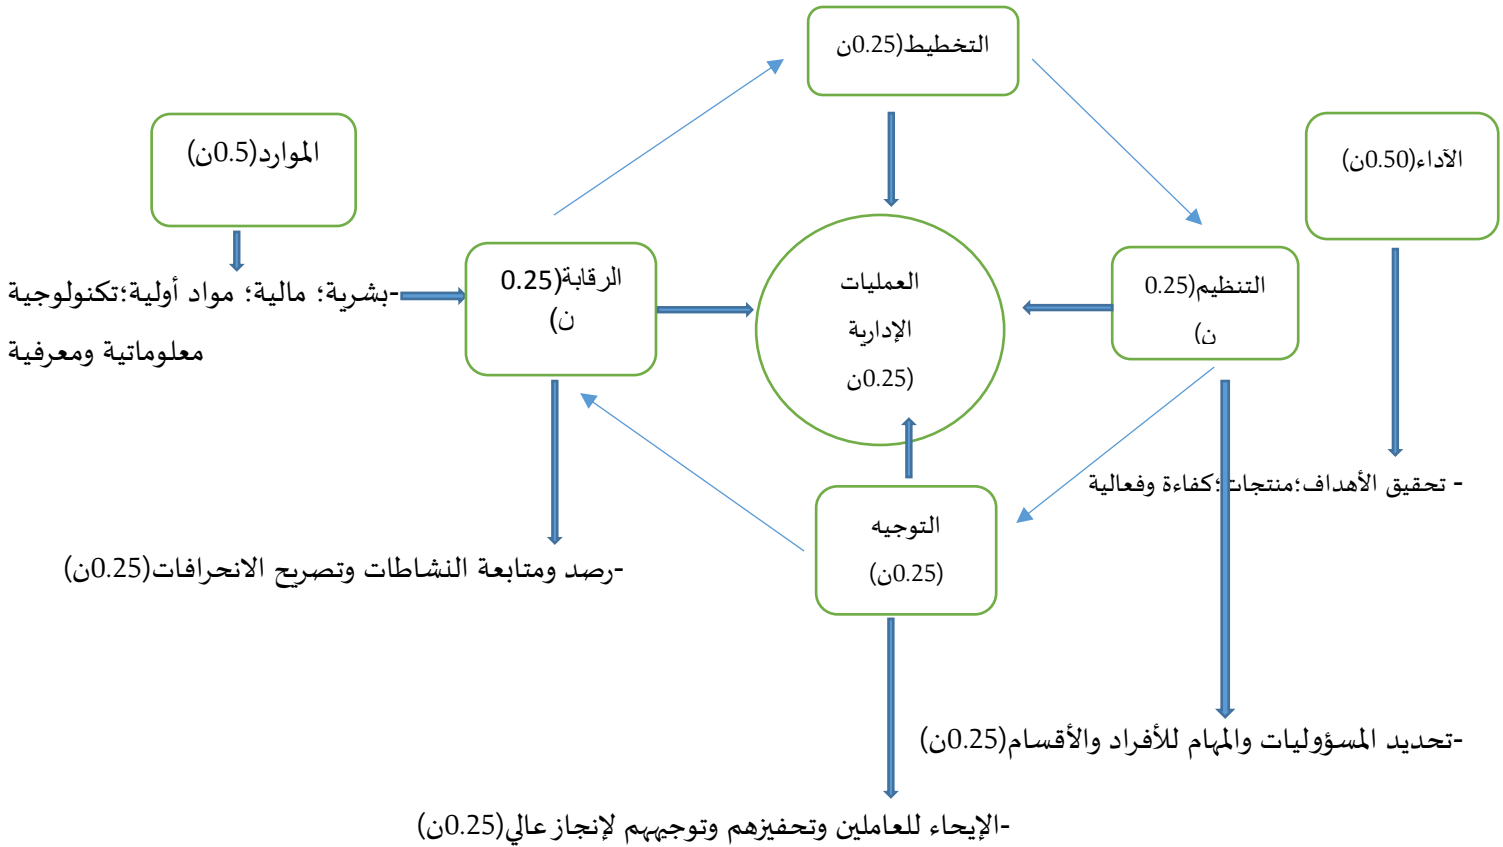 التخطيط(0.25ن
الموارد(0.5ن)
الآداء(0.50ن)
الرقابة(0.25
ن)
العمليات
الإدارية
(0.25ن
التنظيم(0.25
ن)
-بشرية؛ مالية؛ مواد أولية؛تكنولوجية
معلوماتية ومعرفية
- تحقيق الأهداف؛منتجات؛كفاءة وفعالية
التوجيه
(0.25ن)
-رصد ومتابعة النشاطات وتصريح الانحرافات(0.25ن)
-تحديد المسؤوليات والمهام للأفراد والأقسام(0.25ن)
-الإيحاء للعاملين وتحفيزهم وتوجيههم لإنجاز عالي(0.25ن)